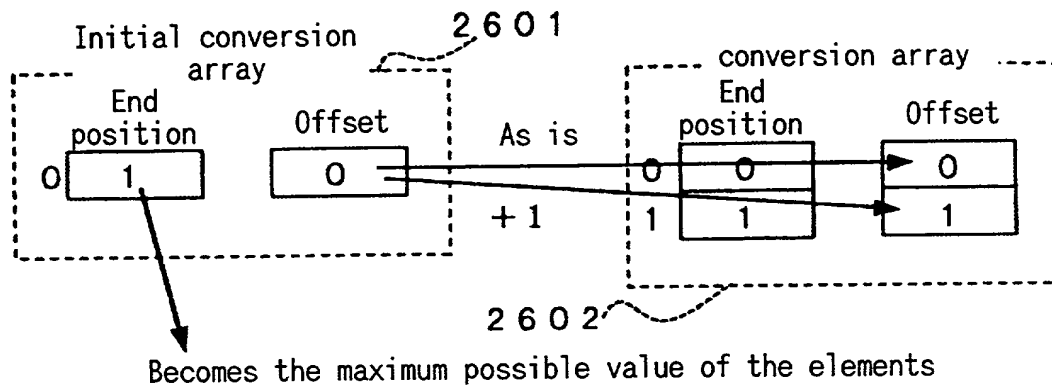 2601
Initial conversion
array
conversion array
End
position
Offset
As is
End
position
Offset
0 1 0
0 0 0
+1
1 1 1
2602
Becomes the maximum possible value of the elements